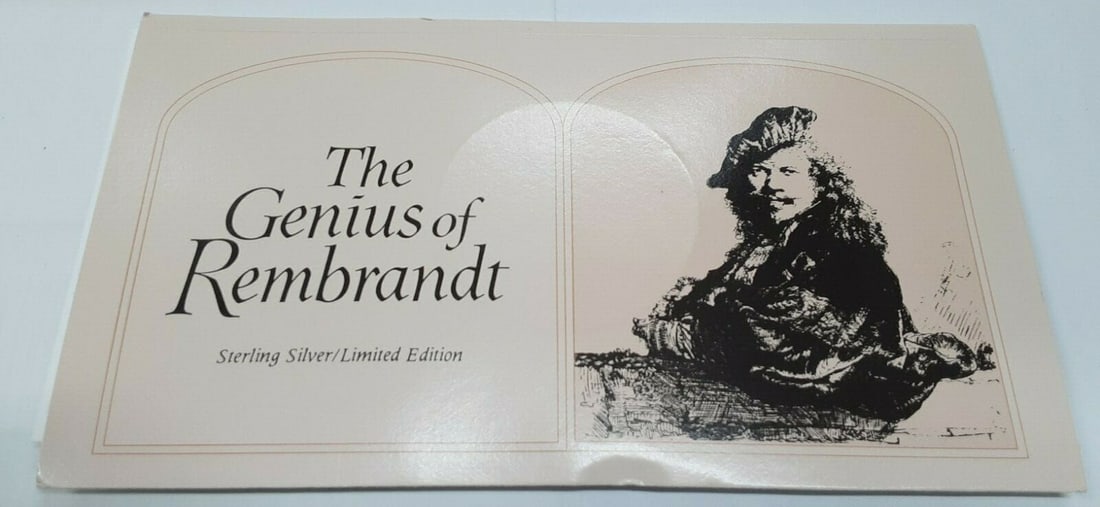 The
Genius of
Rembrandt
Sterling Silver/Limited Edition